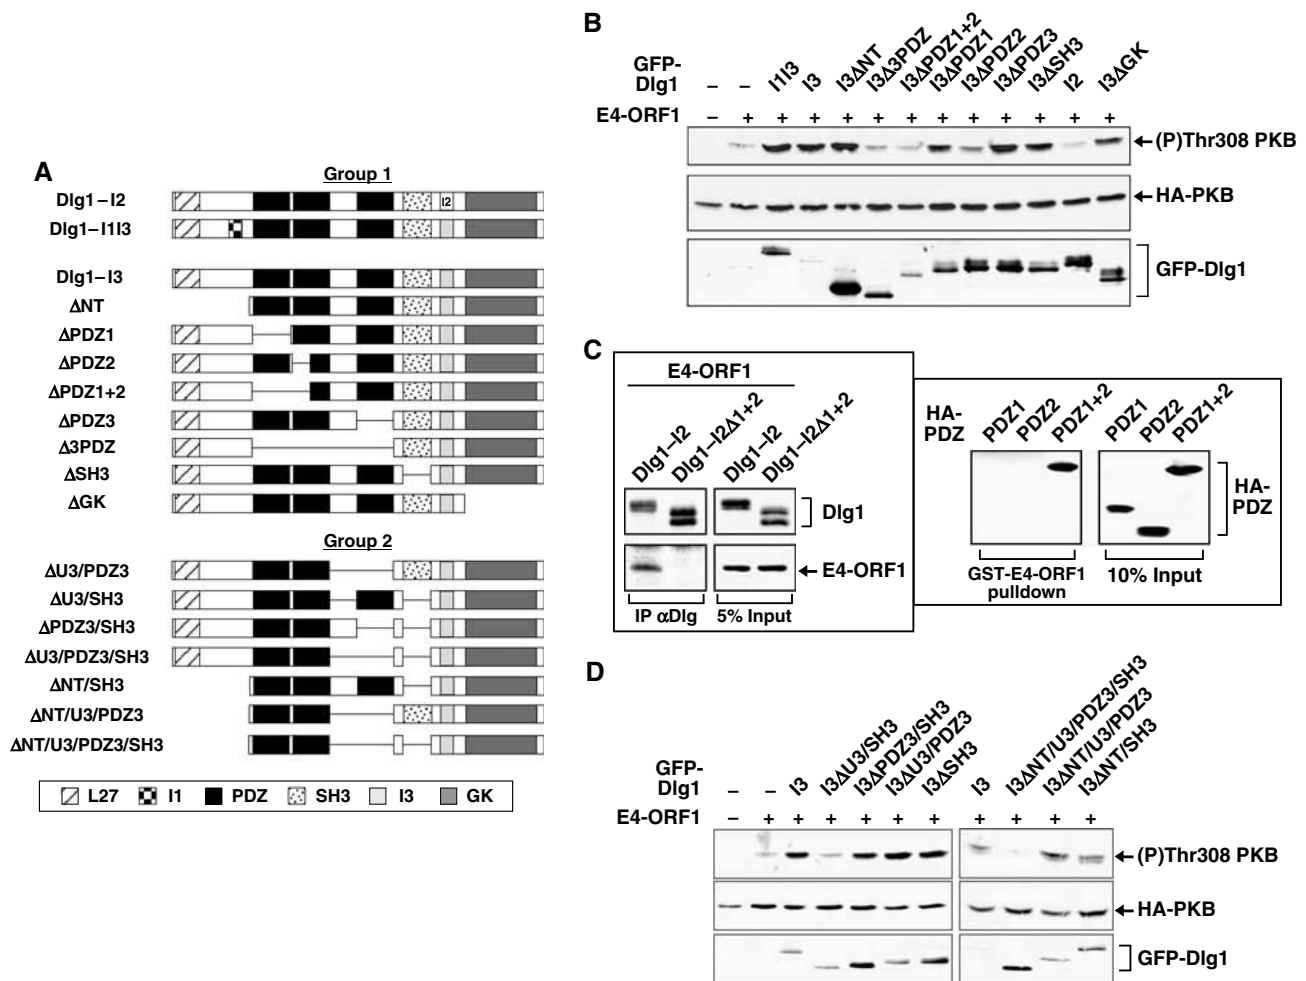 A
Group 1
Dlg1–I2
I2
Dlg1–I1I3
Dlg1–I3
ΔNT
ΔPDZ1
ΔPDZ2
ΔPDZ1+2
ΔPDZ3
Δ3PDZ
ΔSH3
ΔGK
Group 2
ΔU3/PDZ3
ΔU3/SH3
ΔPDZ3/SH3
ΔU3/PDZ3/SH3
ΔNT/SH3
ΔNT/U3/PDZ3
ΔNT/U3/PDZ3/SH3
L27 I1 PDZ SH3 I3 GK
B
GFP-Dlg1 – – I1I3 I3 I3ΔNT I3Δ3PDZ I3ΔPDZ1+2 I3ΔPDZ1 I3ΔPDZ2 I3ΔPDZ3 I3ΔSH3 I2 I3ΔGK
E4-ORF1 – + + + + + + + + + + + +
(P)Thr308 PKB
HA-PKB
GFP-Dlg1
C
E4-ORF1
Dlg1–I2 Dlg1–I2Δ1+2 Dlg1–I2 Dlg1–I2Δ1+2
Dlg1
E4-ORF1
IP αDlg 5% Input
HA-PDZ PDZ1 PDZ2 PDZ1+2 PDZ1 PDZ2 PDZ1+2
HA-PDZ
GST-E4-ORF1 pulldown
10% Input
D
GFP-Dlg1 – – I3 I3ΔU3/SH3 I3ΔPDZ3/SH3 I3ΔU3/PDZ3 I3ΔSH3 I3 I3ΔNT/U3/PDZ3/SH3 I3ΔNT/U3/PDZ3 I3ΔNT/SH3
E4-ORF1 – + + + + + + + + + +
(P)Thr308 PKB
HA-PKB
GFP-Dlg1